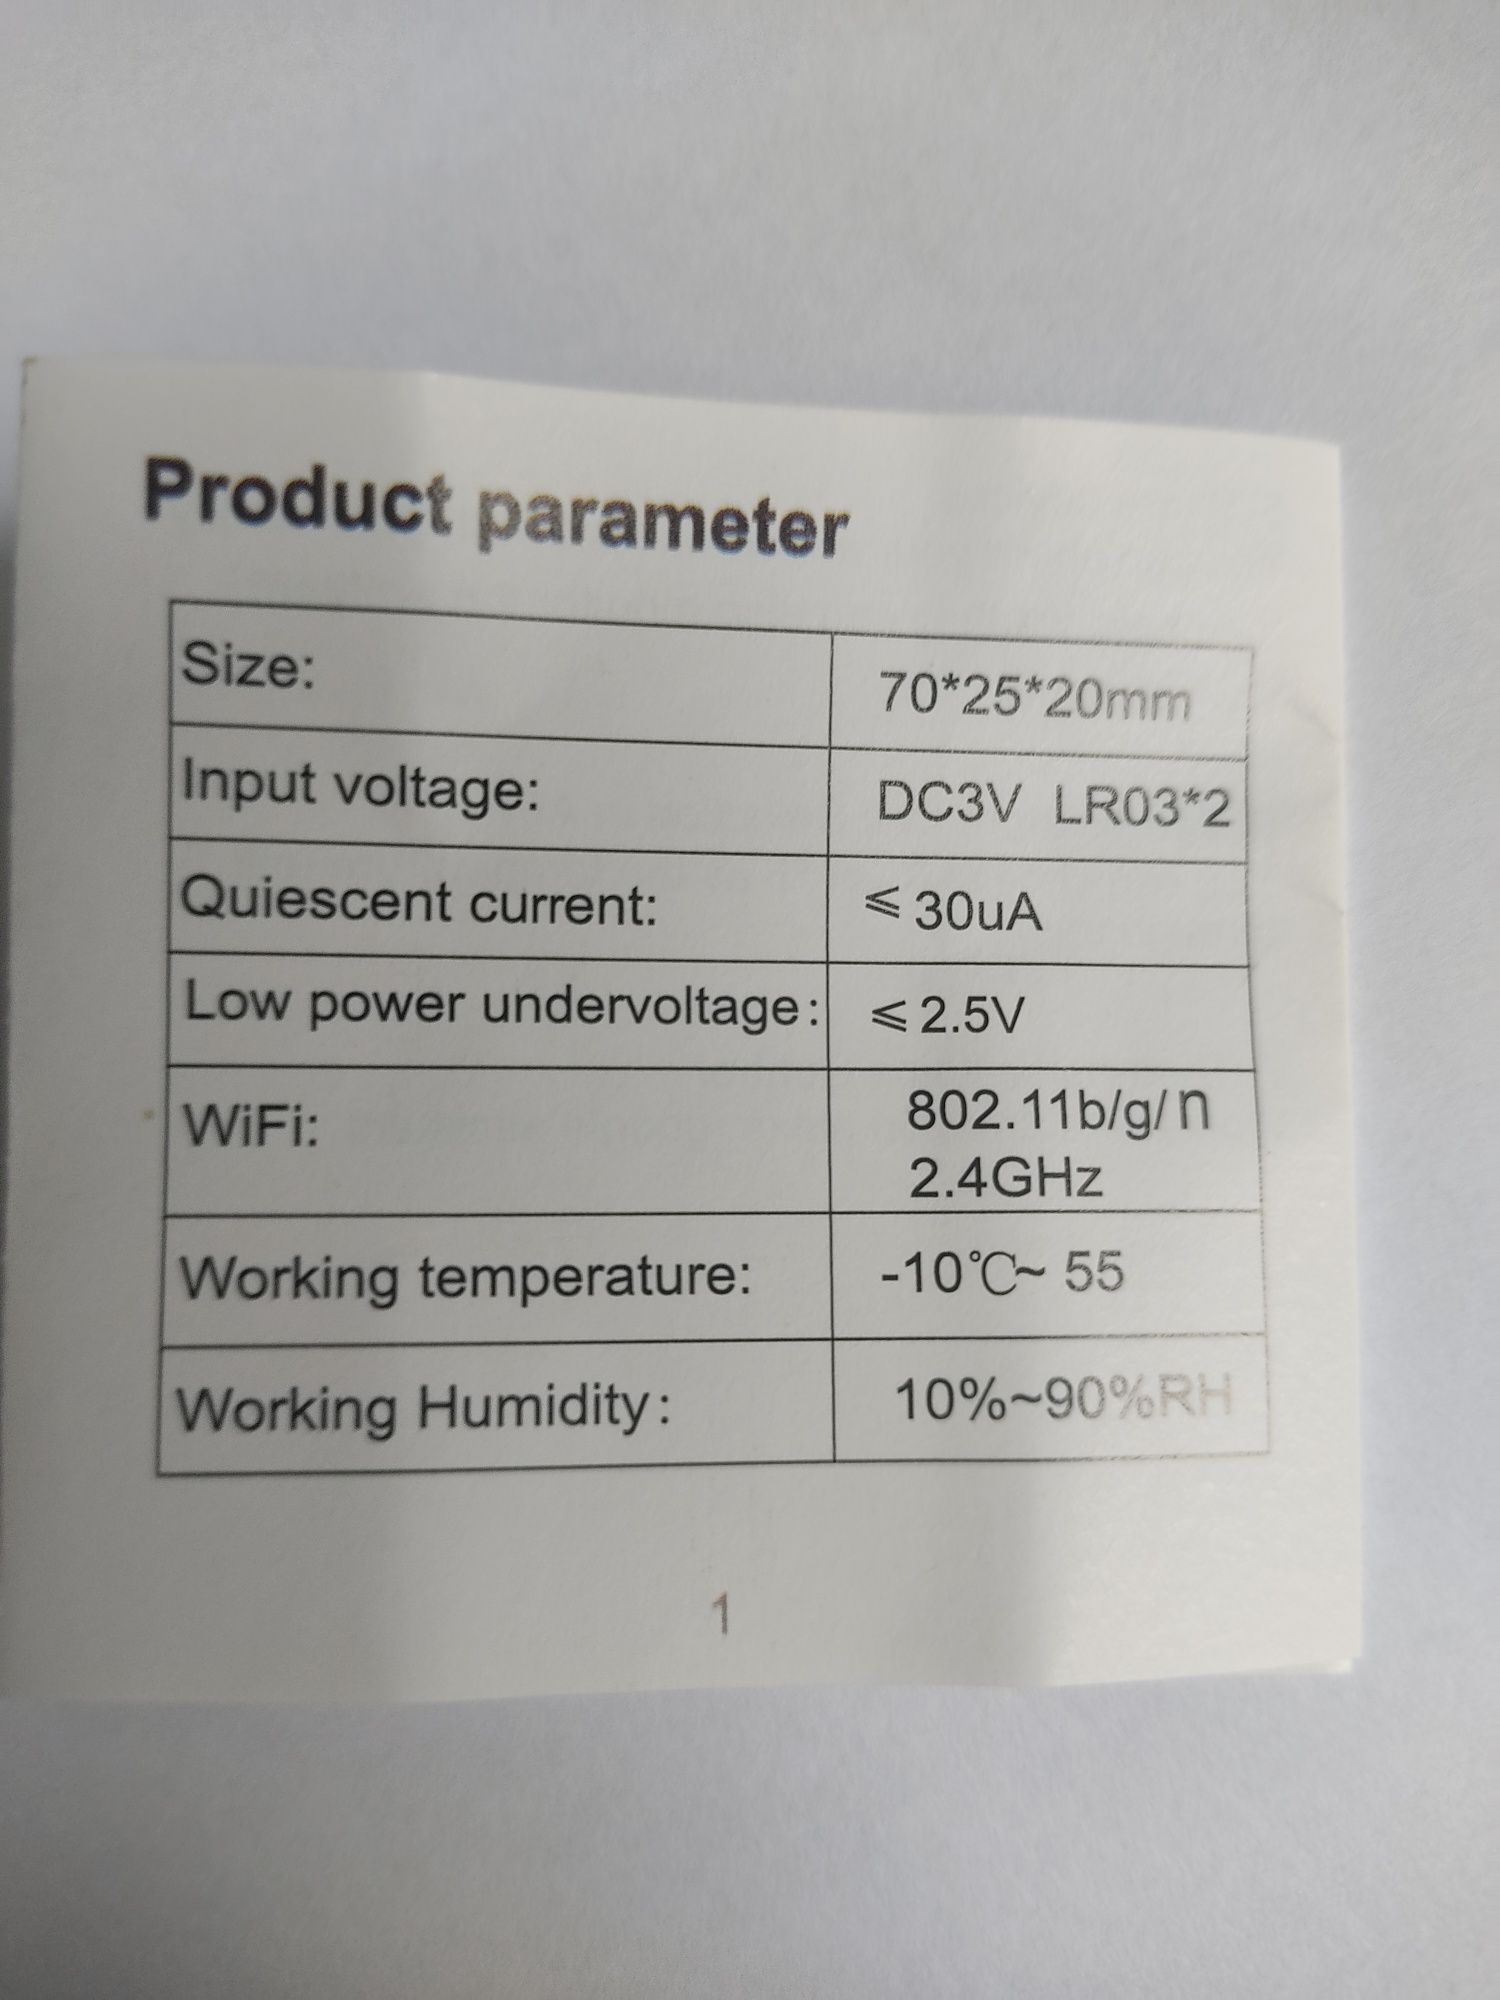 Product parameter
Size: 70*25*20mm
Input voltage: DC3V LR03*2
Quiescent current: ⩽ 30uA
Low power undervoltage: ⩽ 2.5V
WiFi: 802.11b/g/n
2.4GHz
Working temperature: -10℃~ 55
Working Humidity: 10%~90%RH
1